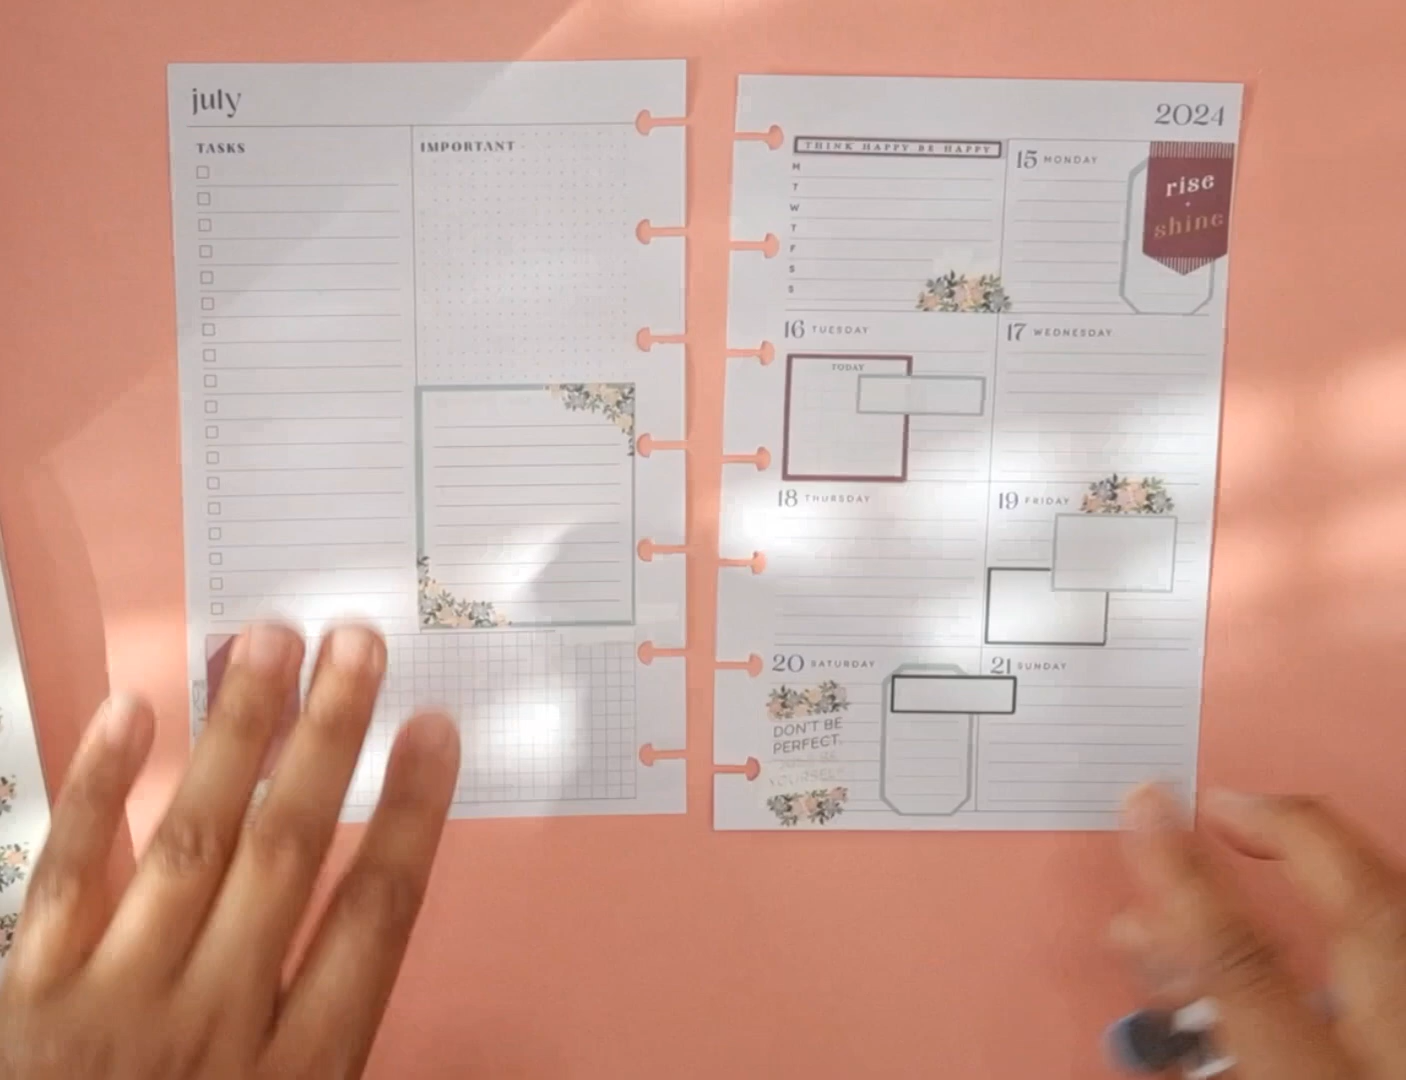 july
TASKS
IMPORTANT
2024
THINK HAPPY BE HAPPY
M
T
W
T
F
S
S
15 MONDAY
rise
shine
16 TUESDAY
TODAY
17 WEDNESDAY
18 THURSDAY
19 FRIDAY
20 SATURDAY
DON'T BE
PERFECT.
YOURSELF
21 SUNDAY